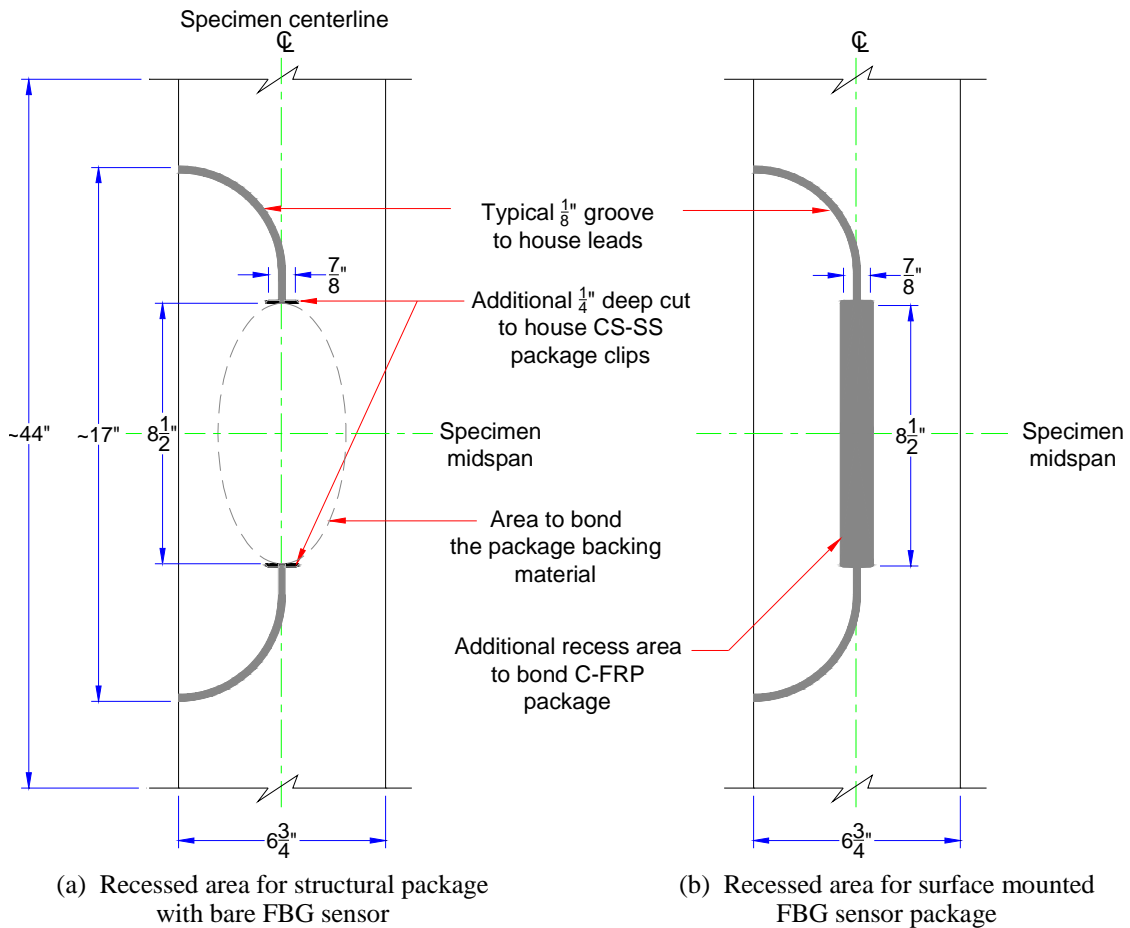 Specimen centerline
℄
℄
Typical 1/8" groove
to house leads
7/8"
7/8"
Additional 1/4" deep cut
to house CS-SS
package clips
~44"
~17"
8 1/2"
Specimen
midspan
8 1/2"
Specimen
midspan
Area to bond
the package backing
material
Additional recess area
to bond C-FRP
package
6 3/4"
6 3/4"
(a) Recessed area for structural package
with bare FBG sensor
(b) Recessed area for surface mounted
FBG sensor package